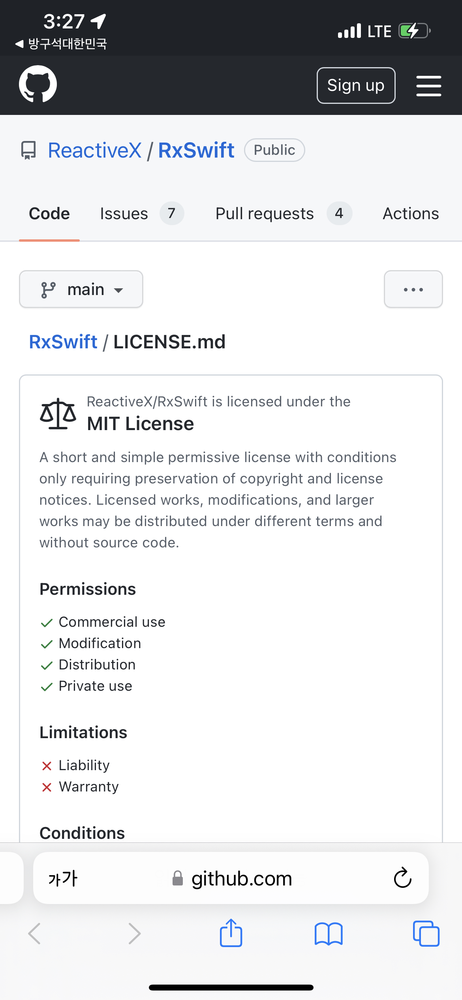 3:27
LTE
◀ 방구석대한민국
Sign up
ReactiveX / RxSwift Public
Code Issues 7 Pull requests 4 Actions
main
RxSwift / LICENSE.md
ReactiveX/RxSwift is licensed under the
MIT License
A short and simple permissive license with conditions
only requiring preservation of copyright and license
notices. Licensed works, modifications, and larger
works may be distributed under different terms and
without source code.
Permissions
Commercial use
Modification
Distribution
Private use
Limitations
Liability
Warranty
Conditions
가가 github.com